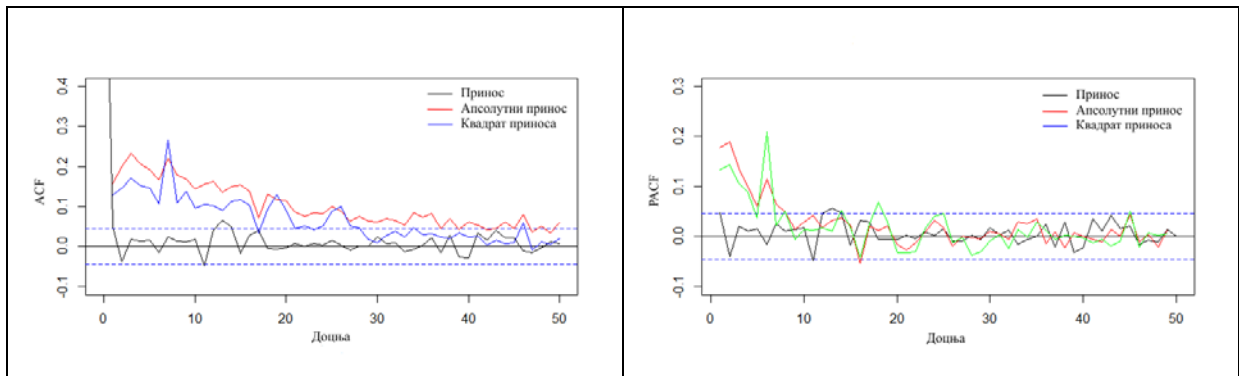 ACF
0.4
0.3
0.2
0.1
0.0
-0.1
Принос
Апсолутни принос
Квадрат приноса
0 10 20 30 40 50
Доцња
PACF
0.3
0.2
0.1
0.0
-0.1
Принос
Апсолутни принос
Квадрат приноса
0 10 20 30 40 50
Доцња